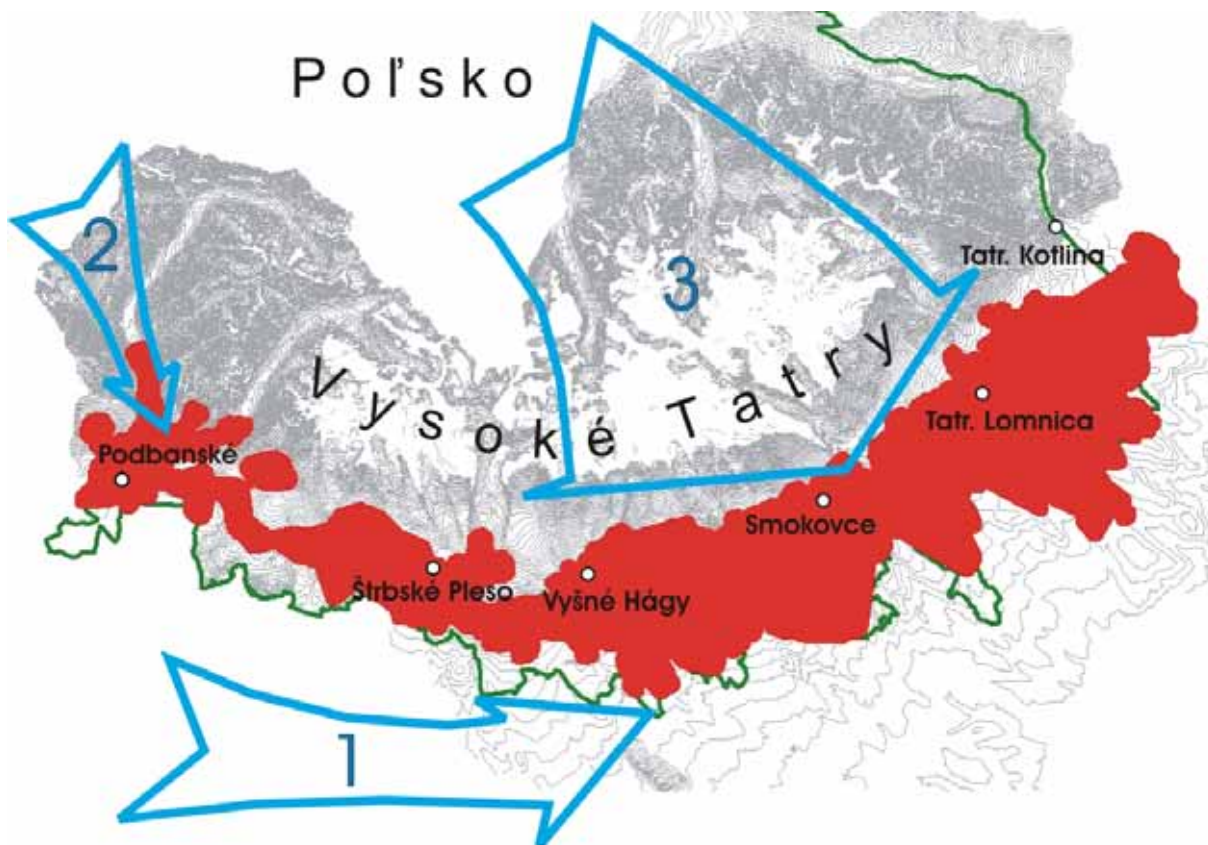 Poľsko
2
3
Tatr. Kotlina
Vysoké Tatry
Tatr. Lomnica
Podbanské
Smokovce
Štrbské Pleso
Vyšné Hágy
1